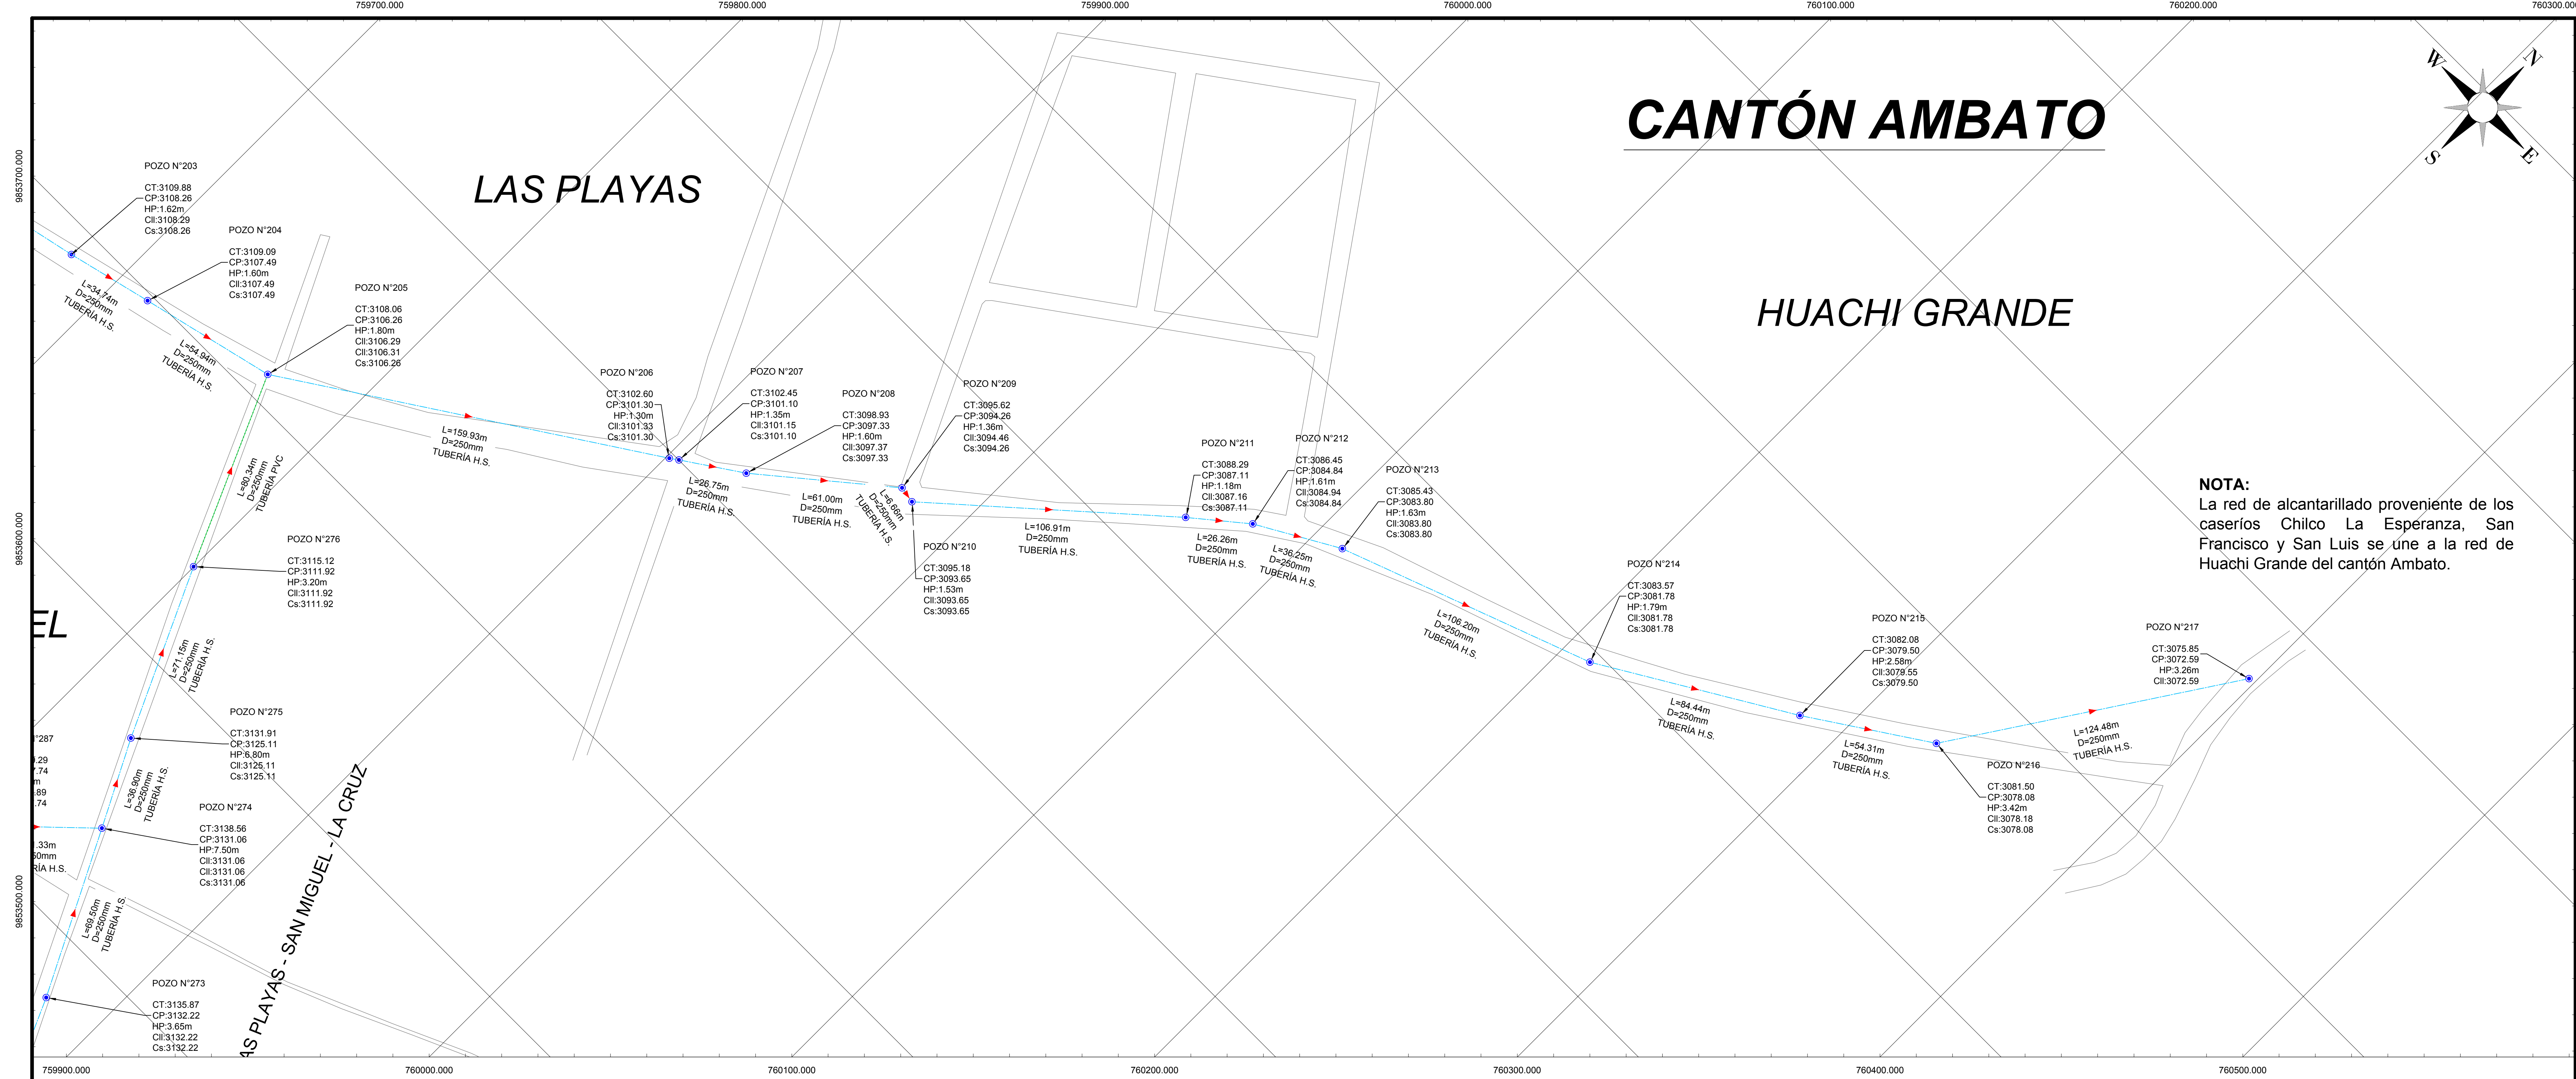 759700.000
759800.000
759900.000
760000.000
760100.000
760200.000
9853700.000
9853600.000
9853500.000
CANTÓN AMBATO
W
N
S
E
LAS PLAYAS
HUACHI GRANDE
POZO N°203
CT:3109.88
CP:3108.26
HP:1.62m
Cll:3108.29
Cs:3108.26
L=34.74m
D=250mm
TUBERÍA H.S.
POZO N°204
CT:3109.09
CP:3107.49
HP:1.60m
Cll:3107.49
Cs:3107.49
L=54.94m
D=250mm
TUBERÍA H.S.
POZO N°205
CT:3108.06
CP:3106.26
HP:1.80m
Cll:3106.29
Cll:3106.31
Cs:3106.26
L=159.93m
D=250mm
TUBERÍA H.S.
POZO N°206
CT:3102.60
CP:3101.30
HP:1.30m
Cll:3101.33
Cs:3101.30
POZO N°207
CT:3102.45
CP:3101.10
HP:1.35m
Cll:3101.15
Cs:3101.10
L=26.75m
D=250mm
TUBERÍA H.S.
POZO N°208
CT:3098.93
CP:3097.33
HP:1.60m
Cll:3097.37
Cs:3097.33
L=61.00m
D=250mm
TUBERÍA H.S.
POZO N°209
CT:3095.62
CP:3094.26
HP:1.36m
Cll:3094.46
Cs:3094.26
L=6.66m
D=250mm
TUBERÍA H.S.
POZO N°210
CT:3095.18
CP:3093.65
HP:1.53m
Cll:3093.65
Cs:3093.65
L=106.91m
D=250mm
TUBERÍA H.S.
POZO N°211
CT:3088.29
CP:3087.11
HP:1.18m
Cll:3087.16
Cs:3087.11
L=26.26m
D=250mm
TUBERÍA H.S.
POZO N°212
CT:3086.45
CP:3084.84
HP:1.61m
Cll:3084.94
Cs:3084.84
L=36.25m
D=250mm
TUBERÍA H.S.
POZO N°213
CT:3085.43
CP:3083.80
HP:1.63m
Cll:3083.80
Cs:3083.80
L=106.20m
D=250mm
TUBERÍA H.S.
POZO N°214
CT:3083.57
CP:3081.78
HP:1.79m
Cll:3081.78
Cs:3081.78
L=84.44m
D=250mm
TUBERÍA H.S.
POZO N°215
CT:3082.08
CP:3079.50
HP:2.58m
Cll:3079.55
Cs:3079.50
L=54.31m
D=250mm
TUBERÍA H.S.
POZO N°216
CT:3081.50
CP:3078.08
HP:3.42m
Cll:3078.18
Cs:3078.08
L=124.48m
D=250mm
TUBERÍA H.S.
POZO N°217
CT:3075.85
CP:3072.59
HP:3.26m
Cll:3072.59
NOTA:
La red de alcantarillado proveniente de los
caseríos Chilco La Esperanza, San
Francisco y San Luis se une a la red de
Huachi Grande del cantón Ambato.
L=80.34m
D=250mm
TUBERÍA PVC
POZO N°276
CT:3115.12
CP:3111.92
HP:3.20m
Cll:3111.92
Cs:3111.92
EL
L=71.15m
D=250mm
TUBERÍA H.S.
POZO N°275
CT:3131.91
CP:3125.11
HP:6.80m
Cll:3125.11
Cs:3125.11
L=36.90m
D=250mm
TUBERÍA H.S.
POZO N°274
CT:3138.56
CP:3131.06
HP:7.50m
Cll:3131.06
Cll:3131.06
Cs:3131.06
°287
.29
.74
m
.89
.74
.33m
50mm
RÍA H.S.
L=69.50m
D=250mm
TUBERÍA H.S.
POZO N°273
CT:3135.87
CP:3132.22
HP:3.65m
Cll:3132.22
Cs:3132.22
AS PLAYAS - SAN MIGUEL - LA CRUZ
759900.000
760000.000
760100.000
760200.000
760300.000
760400.000
760500.000